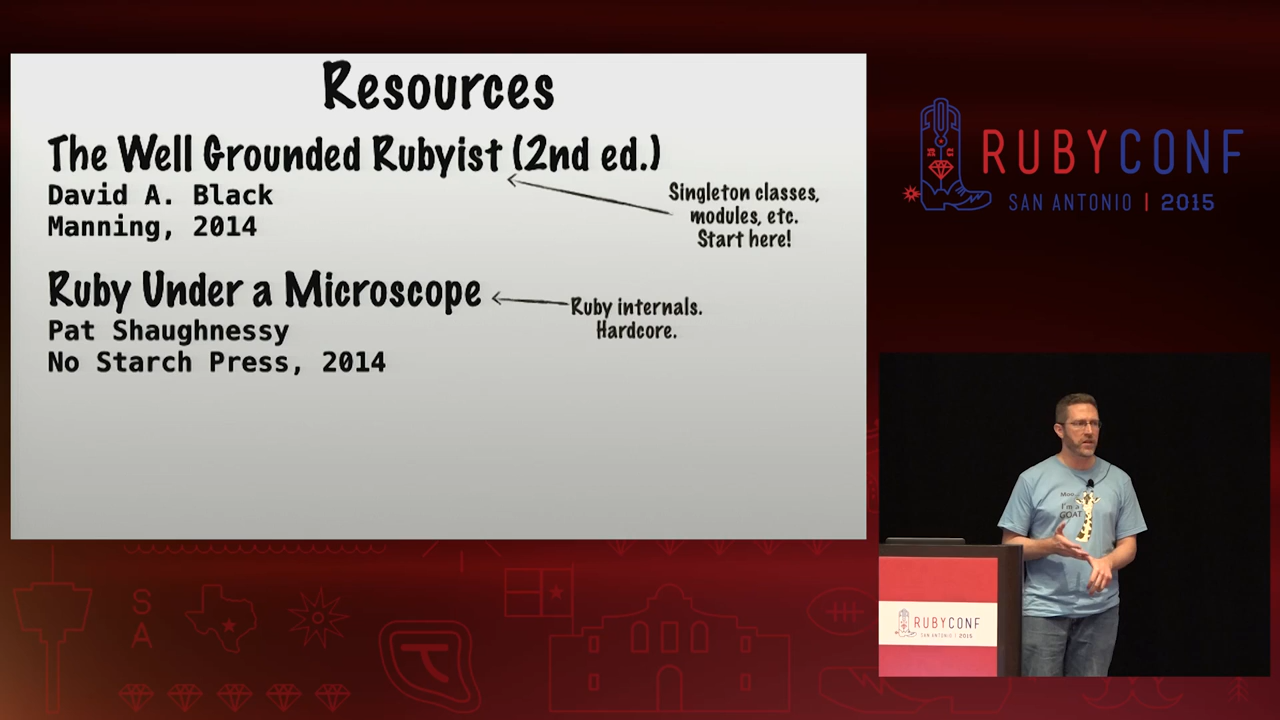 Resources
The Well Grounded Rubyist (2nd ed.)
David A. Black
Manning, 2014
Singleton classes,
modules, etc.
Start here!
Ruby Under a Microscope
Pat Shaughnessy
No Starch Press, 2014
Ruby internals.
Hardcore.
RUBYCONF
SAN ANTONIO | 2015
I'm a
GOAT
RUBYCONF
SAN ANTONIO | 2015
S
A